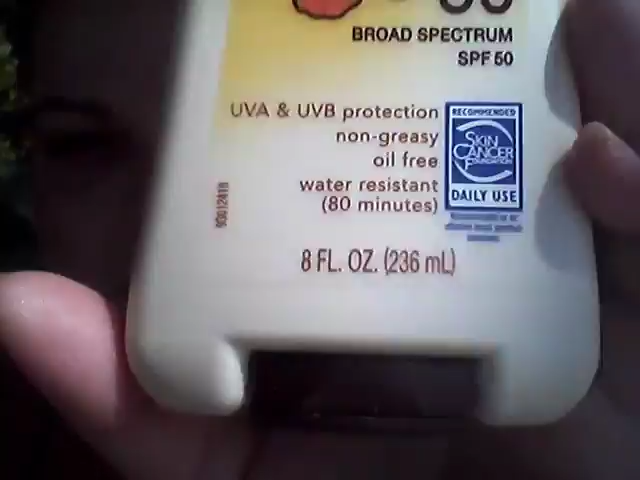 BROAD SPECTRUM
SPF 50
UVA & UVB protection
non-greasy
oil free
water resistant
(80 minutes)
RECOMMENDED
SKIN
CANCER
FOUNDATION
DAILY USE
8 FL. OZ. (236 mL)